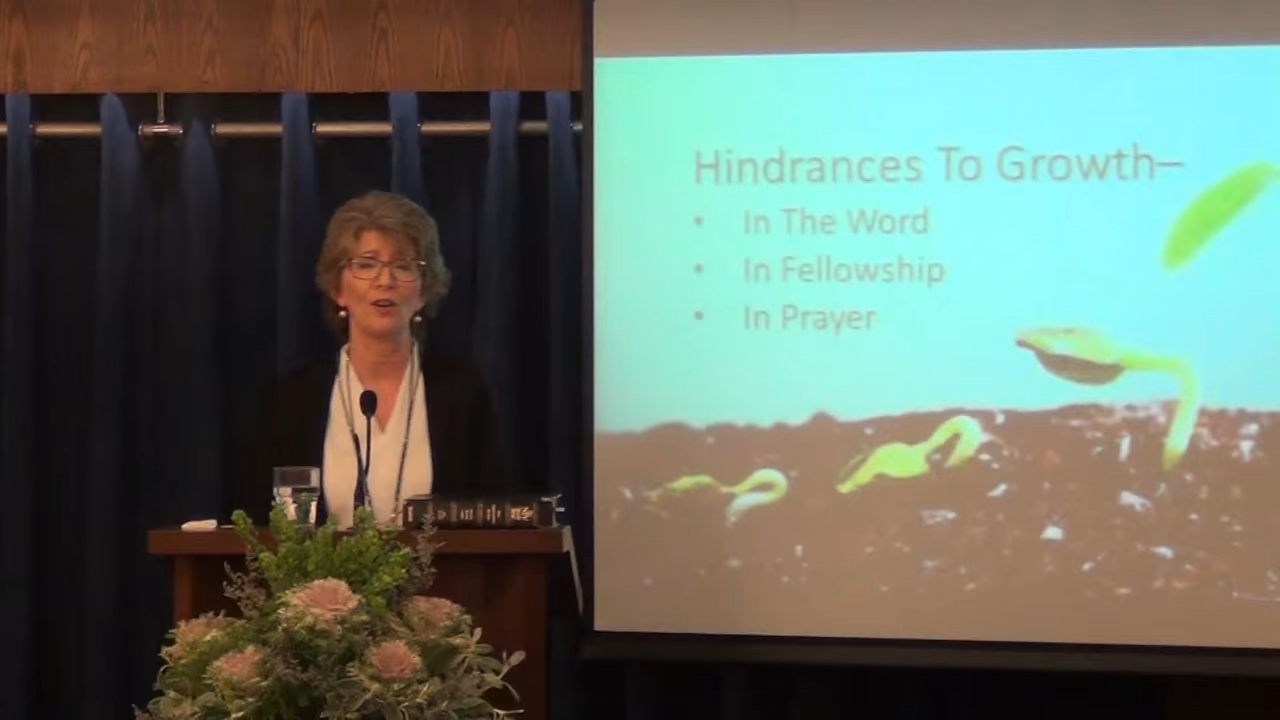 Hindrances To Growth–
• In The Word
• In Fellowship
• In Prayer